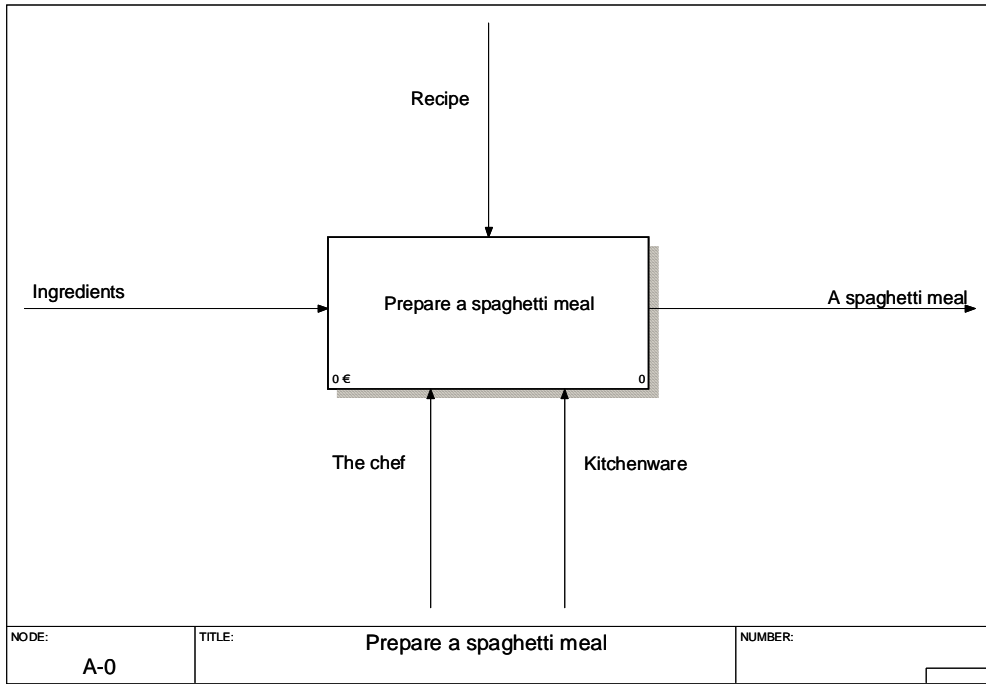 Recipe
Ingredients
A spaghetti meal
Prepare a spaghetti meal
0 €
0
The chef
Kitchenware
NODE:
A-0
TITLE:
Prepare a spaghetti meal
NUMBER: